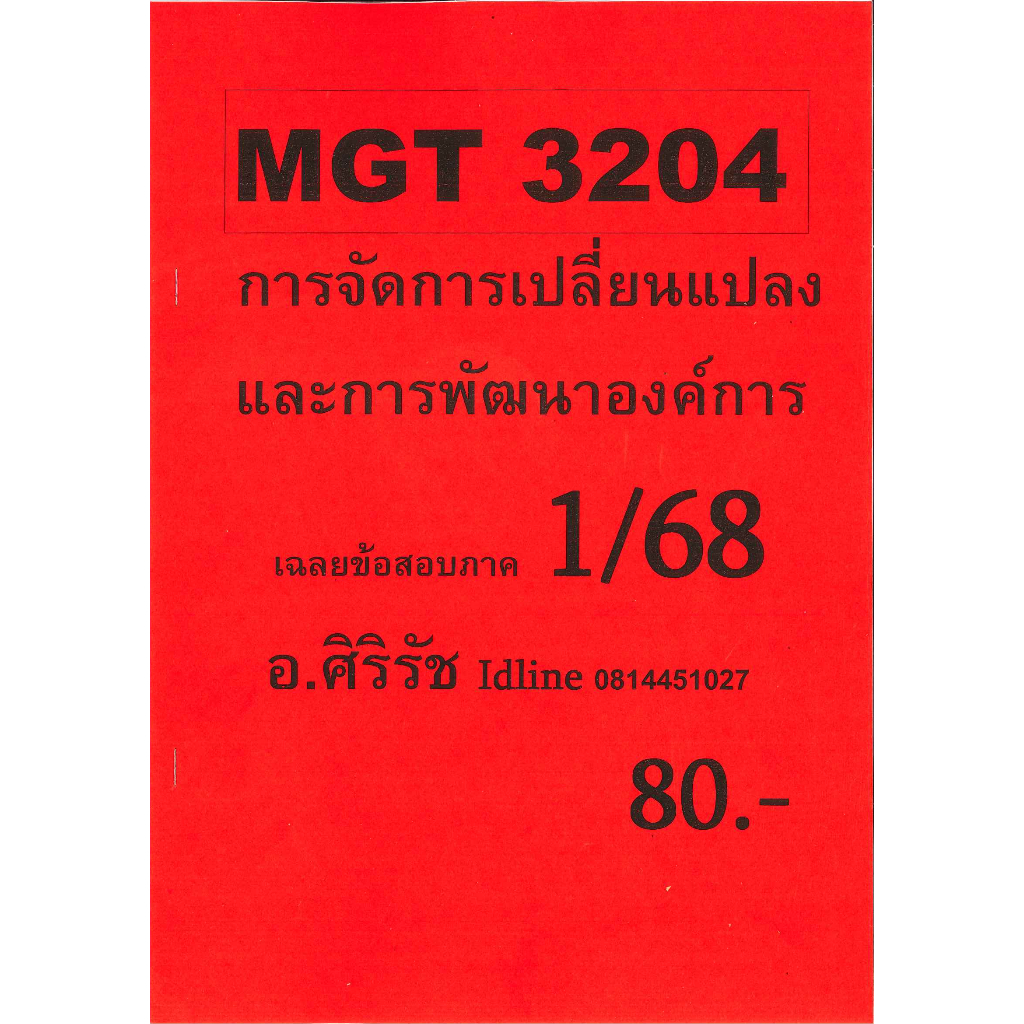 MGT 3204
การจัดการเปลี่ยนแปลง
และการพัฒนาองค์การ
เฉลยข้อสอบภาค 1/68
อ.ศิริรัช Idline 0814451027
80.-